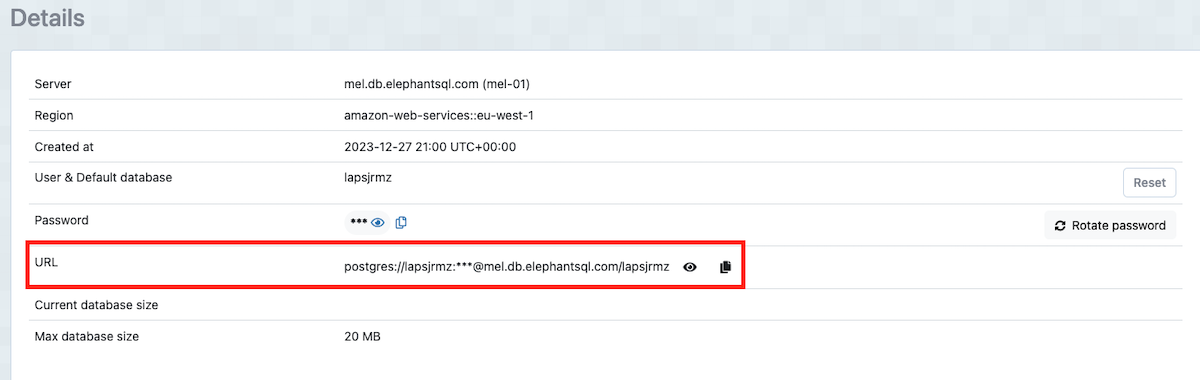 Details
Server mel.db.elephantsql.com (mel-01)
Region amazon-web-services::eu-west-1
Created at 2023-12-27 21:00 UTC+00:00
User & Default database lapsjrmz Reset
Password *** Rotate password
URL postgres://lapsjrmz:***@mel.db.elephantsql.com/lapsjrmz
Current database size
Max database size 20 MB